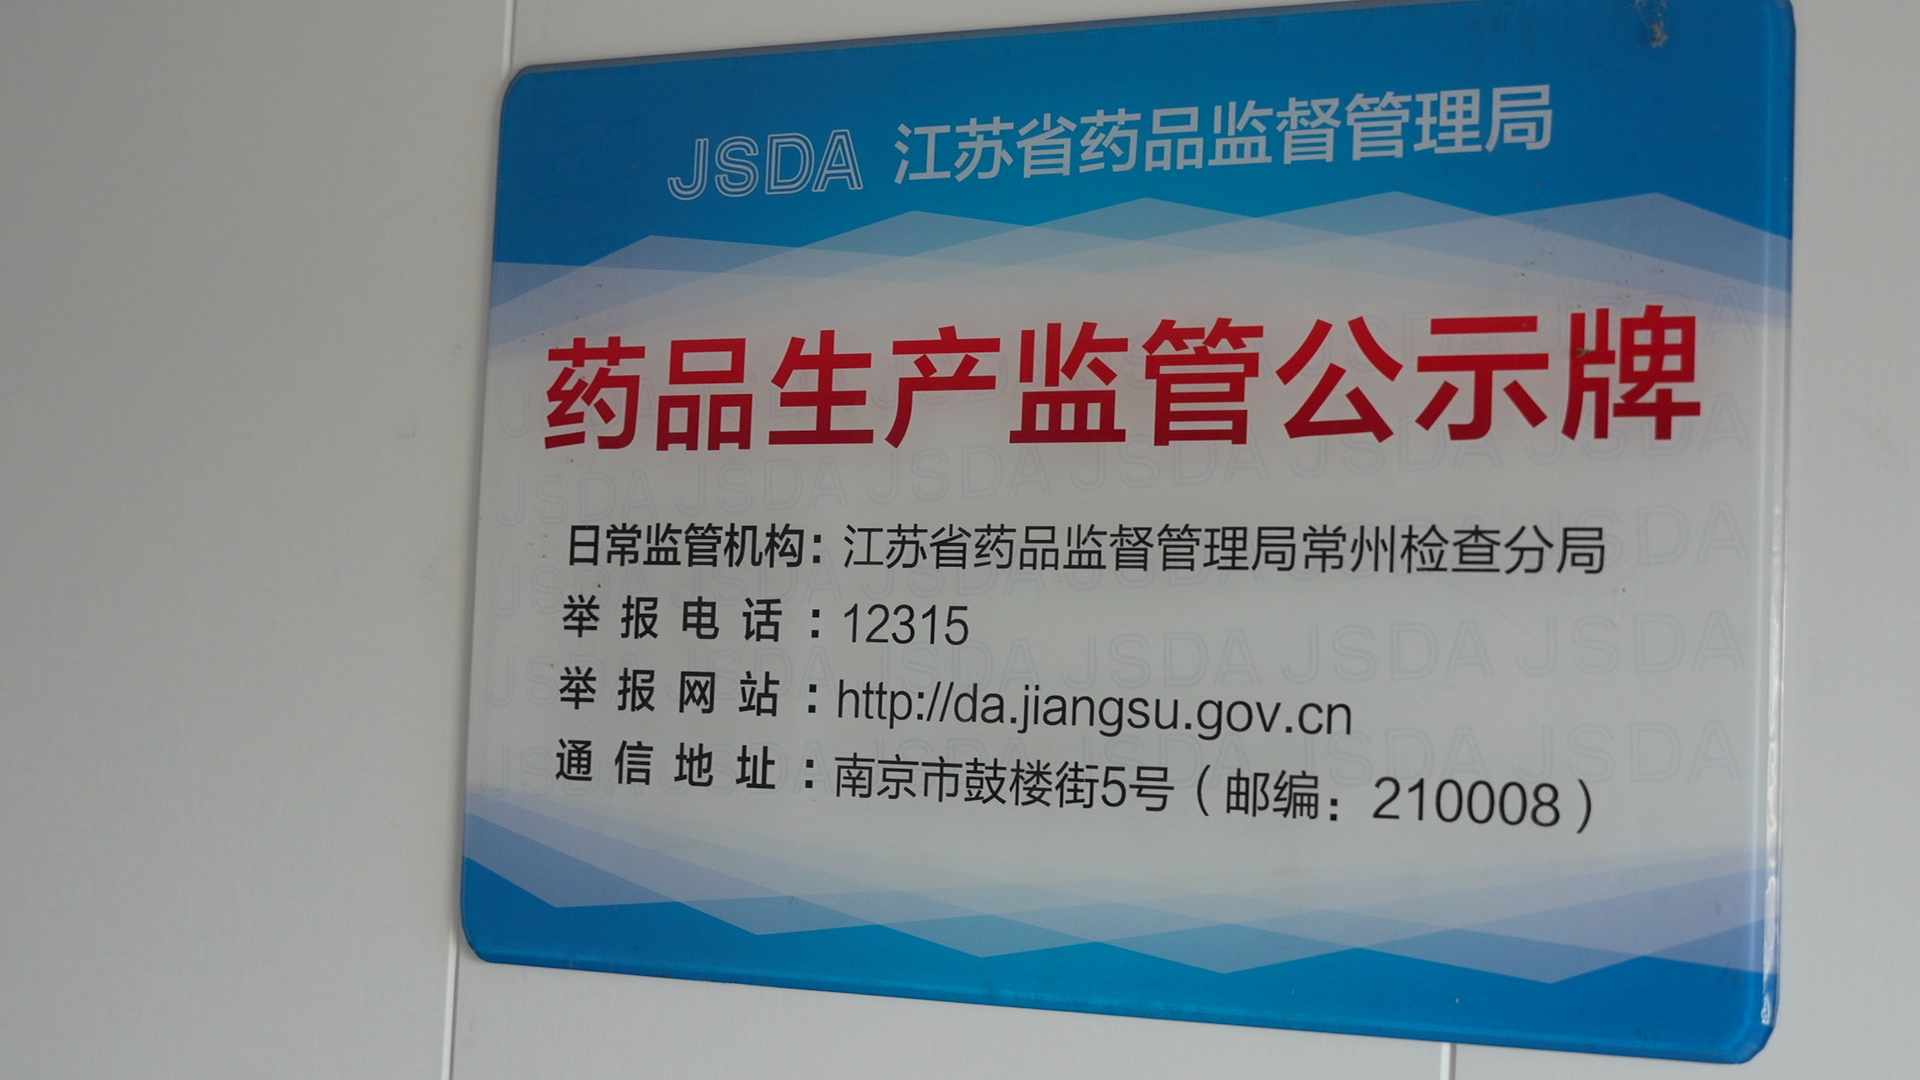 JSDA 江苏省药品监督管理局
药品生产监管公示牌
日常监管机构：江苏省药品监督管理局常州检查分局
举报电话：12315
举报网站：http://da.jiangsu.gov.cn
通信地址：南京市鼓楼街5号（邮编：210008）